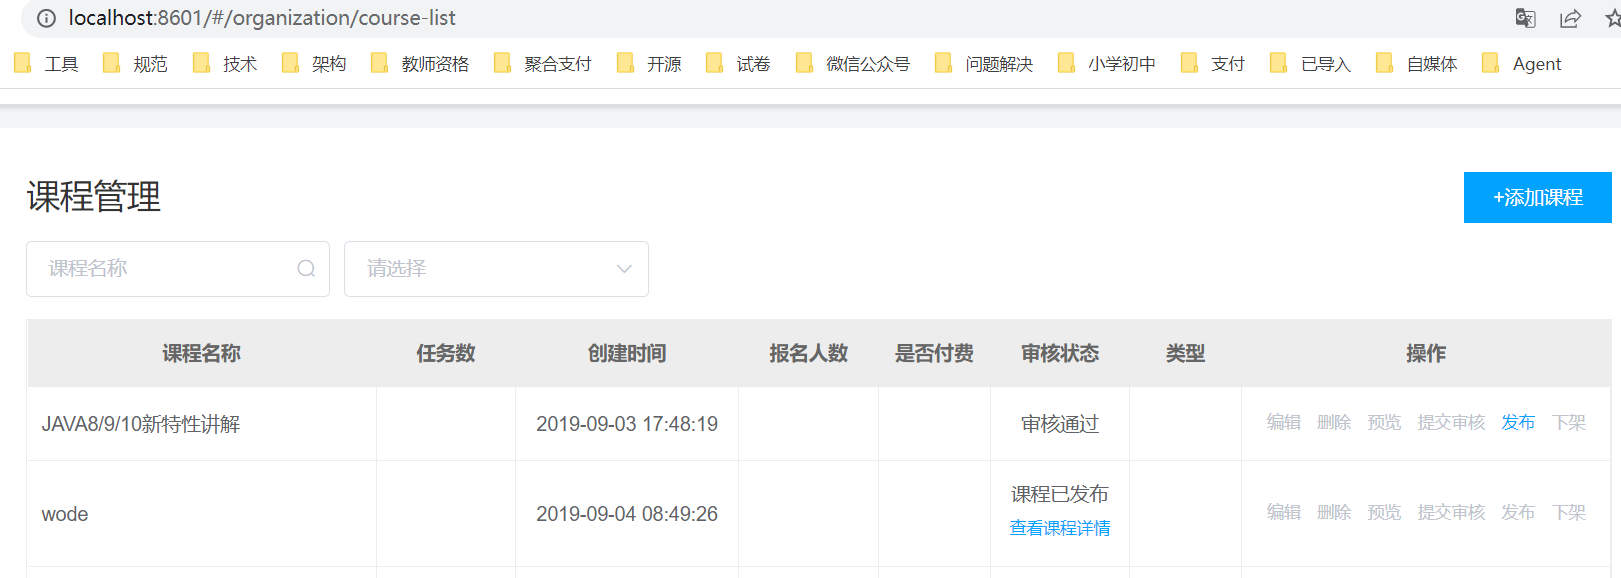 localhost:8601/#/organization/course-list
工具 规范 技术 架构 教师资格 聚合支付 开源 试卷 微信公众号 问题解决 小学初中 支付 已导入 自媒体 Agent
课程管理
+添加课程
课程名称 请选择
课程名称 任务数 创建时间 报名人数 是否付费 审核状态 类型 操作
JAVA8/9/10新特性讲解 2019-09-03 17:48:19 审核通过 编辑 删除 预览 提交审核 发布 下架
wode 2019-09-04 08:49:26 课程已发布 编辑 删除 预览 提交审核 发布 下架
查看课程详情